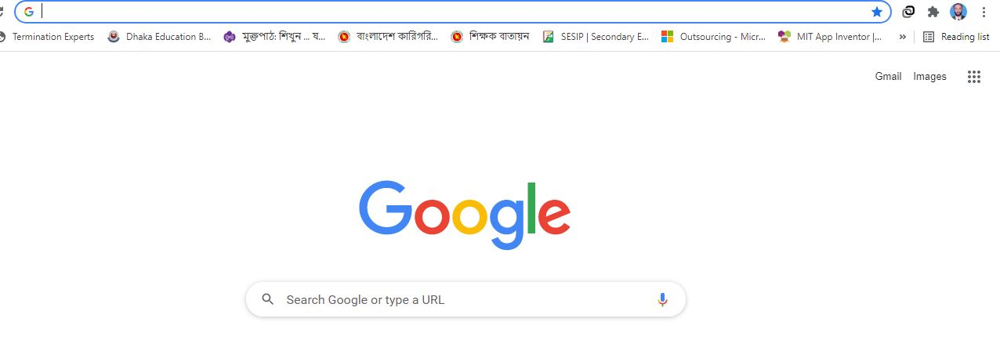 Termination Experts Dhaka Education B... মুক্তপাঠ: শিখুন ... য... বাংলাদেশ কারিগরি... শিক্ষক বাতায়ন SESIP | Secondary E... Outsourcing - Micr... MIT App Inventor |... » Reading list
Gmail Images
Google
Search Google or type a URL